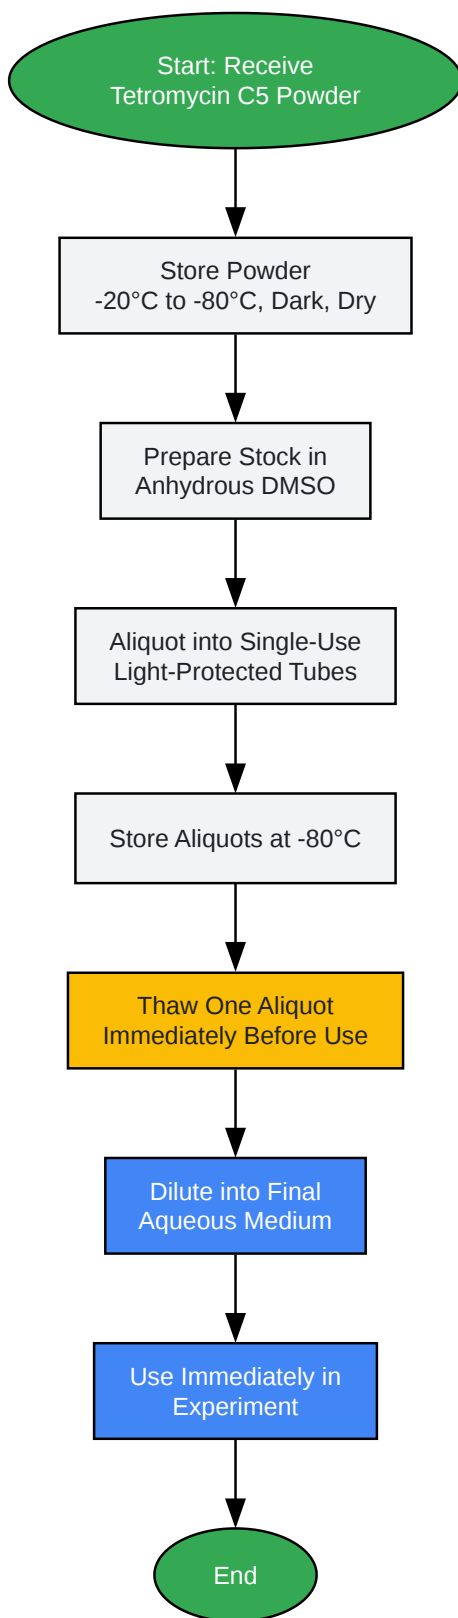 Start: Receive
Tetromycin C5 Powder
Store Powder
-20°C to -80°C, Dark, Dry
Prepare Stock in
Anhydrous DMSO
Aliquot into Single-Use
Light-Protected Tubes
Store Aliquots at -80°C
Thaw One Aliquot
Immediately Before Use
Dilute into Final
Aqueous Medium
Use Immediately in
Experiment
End